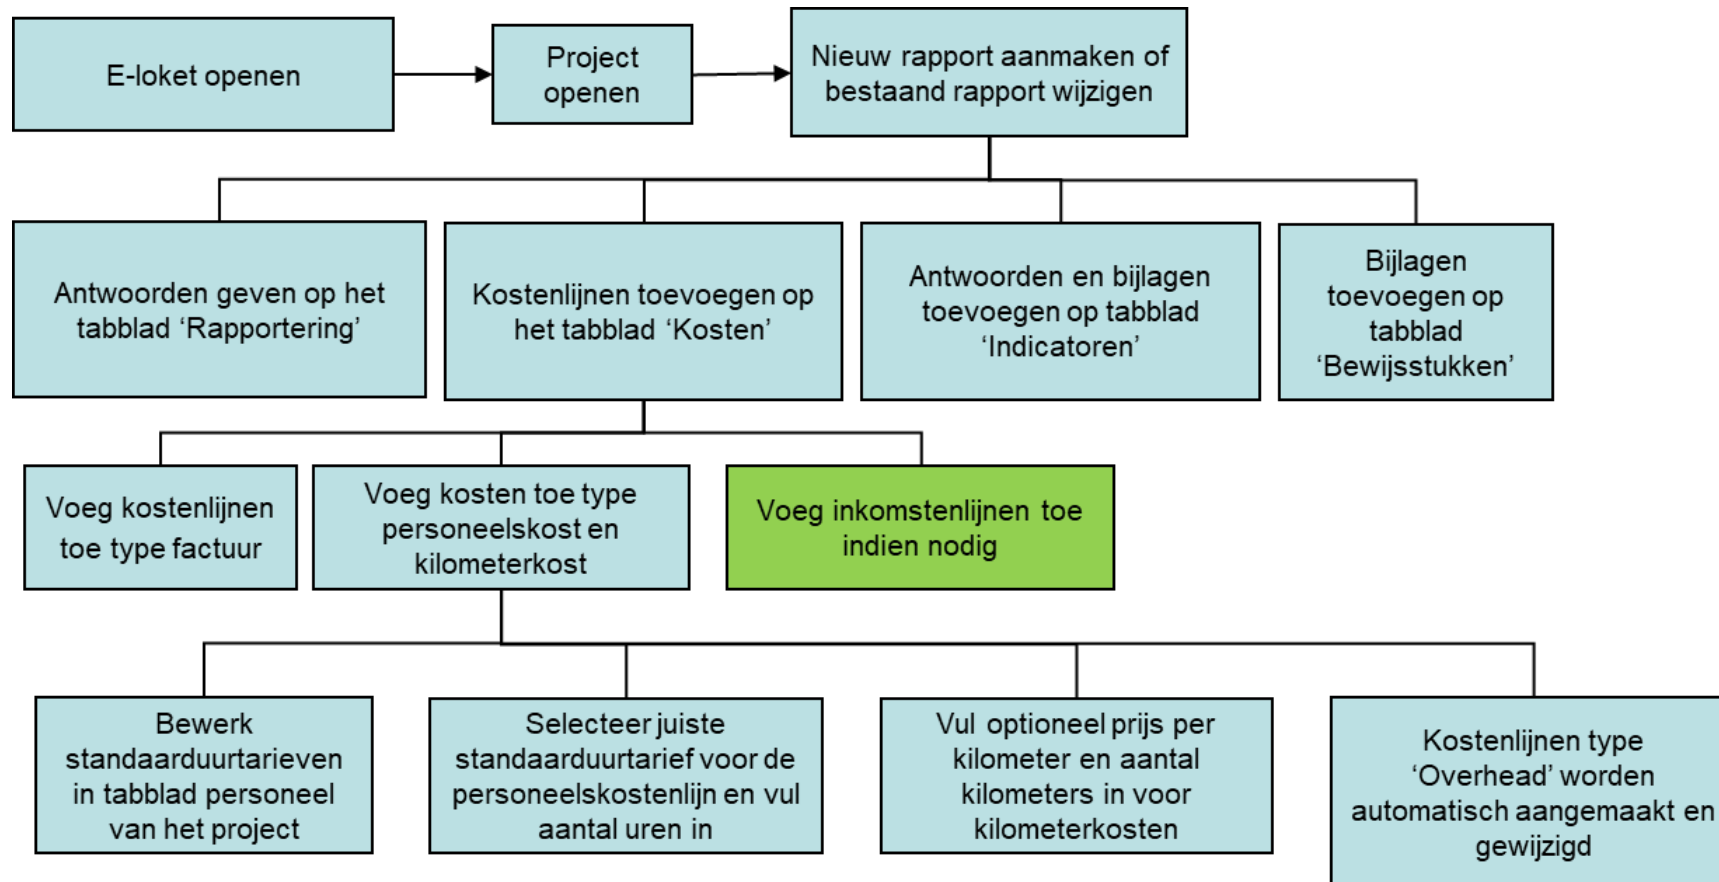 E-loket openen
Project
openen
Nieuw rapport aanmaken of
bestaand rapport wijzigen
Antwoorden geven op het
tabblad ‘Rapportering’
Kostenlijnen toevoegen op
het tabblad ‘Kosten’
Antwoorden en bijlagen
toevoegen op tabblad
‘Indicatoren’
Bijlagen
toevoegen op
tabblad
‘Bewijsstukken’
Voeg kostenlijnen
toe type factuur
Voeg kosten toe type
personeelskost en
kilometerkost
Voeg inkomstenlijnen toe
indien nodig
Bewerk
standaarduurtarieven
in tabblad personeel
van het project
Selecteer juiste
standaarduurtarief voor de
personeelskostenlijn en vul
aantal uren in
Vul optioneel prijs per
kilometer en aantal
kilometers in voor
kilometerkosten
Kostenlijnen type
‘Overhead’ worden
automatisch aangemaakt en
gewijzigd